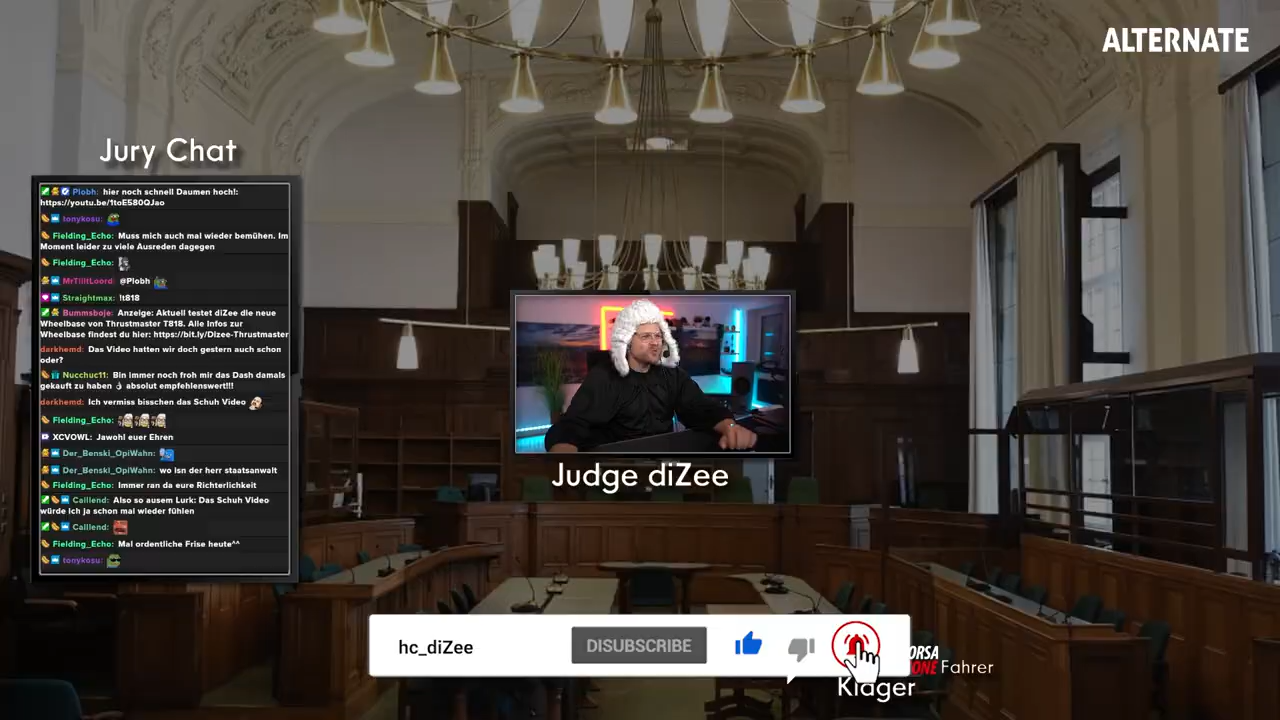 ALTERNATE
Jury Chat
Plobh: hier noch schnell Daumen hoch!:
https://youtu.be/1toE580QJao
tonykosu:
Fielding_Echo: Muss mich auch mal wieder bemühen. Im
Moment leider zu viele Ausreden dagegen
Fielding_Echo:
MrTiltLoord: @Plobh
Straightmax: !t818
Bummsboje: Anzeige: Aktuell testet diZee die neue
Wheelbase von Thrustmaster T818. Alle Infos zur
Wheelbase findest du hier: https://bit.ly/Dizee-Thrustmaster
darkhemd: Das Video hatten wir doch gestern auch schon
oder?
Nucchuc11: Bin immer noch froh mir das Dash damals
gekauft zu haben 👌 absolut empfehlenswert!!!
darkhemd: Ich vermiss bisschen das Schuh Video
Fielding_Echo:
XCVOWL: Jawohl euer Ehren
Der_Benski_OpiWahn:
Der_Benski_OpiWahn: wo isn der herr staatsanwalt
Fielding_Echo: Immer ran da eure Richterlichkeit
Caillend: Also so ausem Lurk: Das Schuh Video
würde ich ja schon mal wieder fühlen
Caillend:
Fielding_Echo: Mal ordentliche Frise heute^^
tonykosu:
Judge diZee
hc_diZee
DISUBSCRIBE
ORSA
ONE Fahrer
Kläger